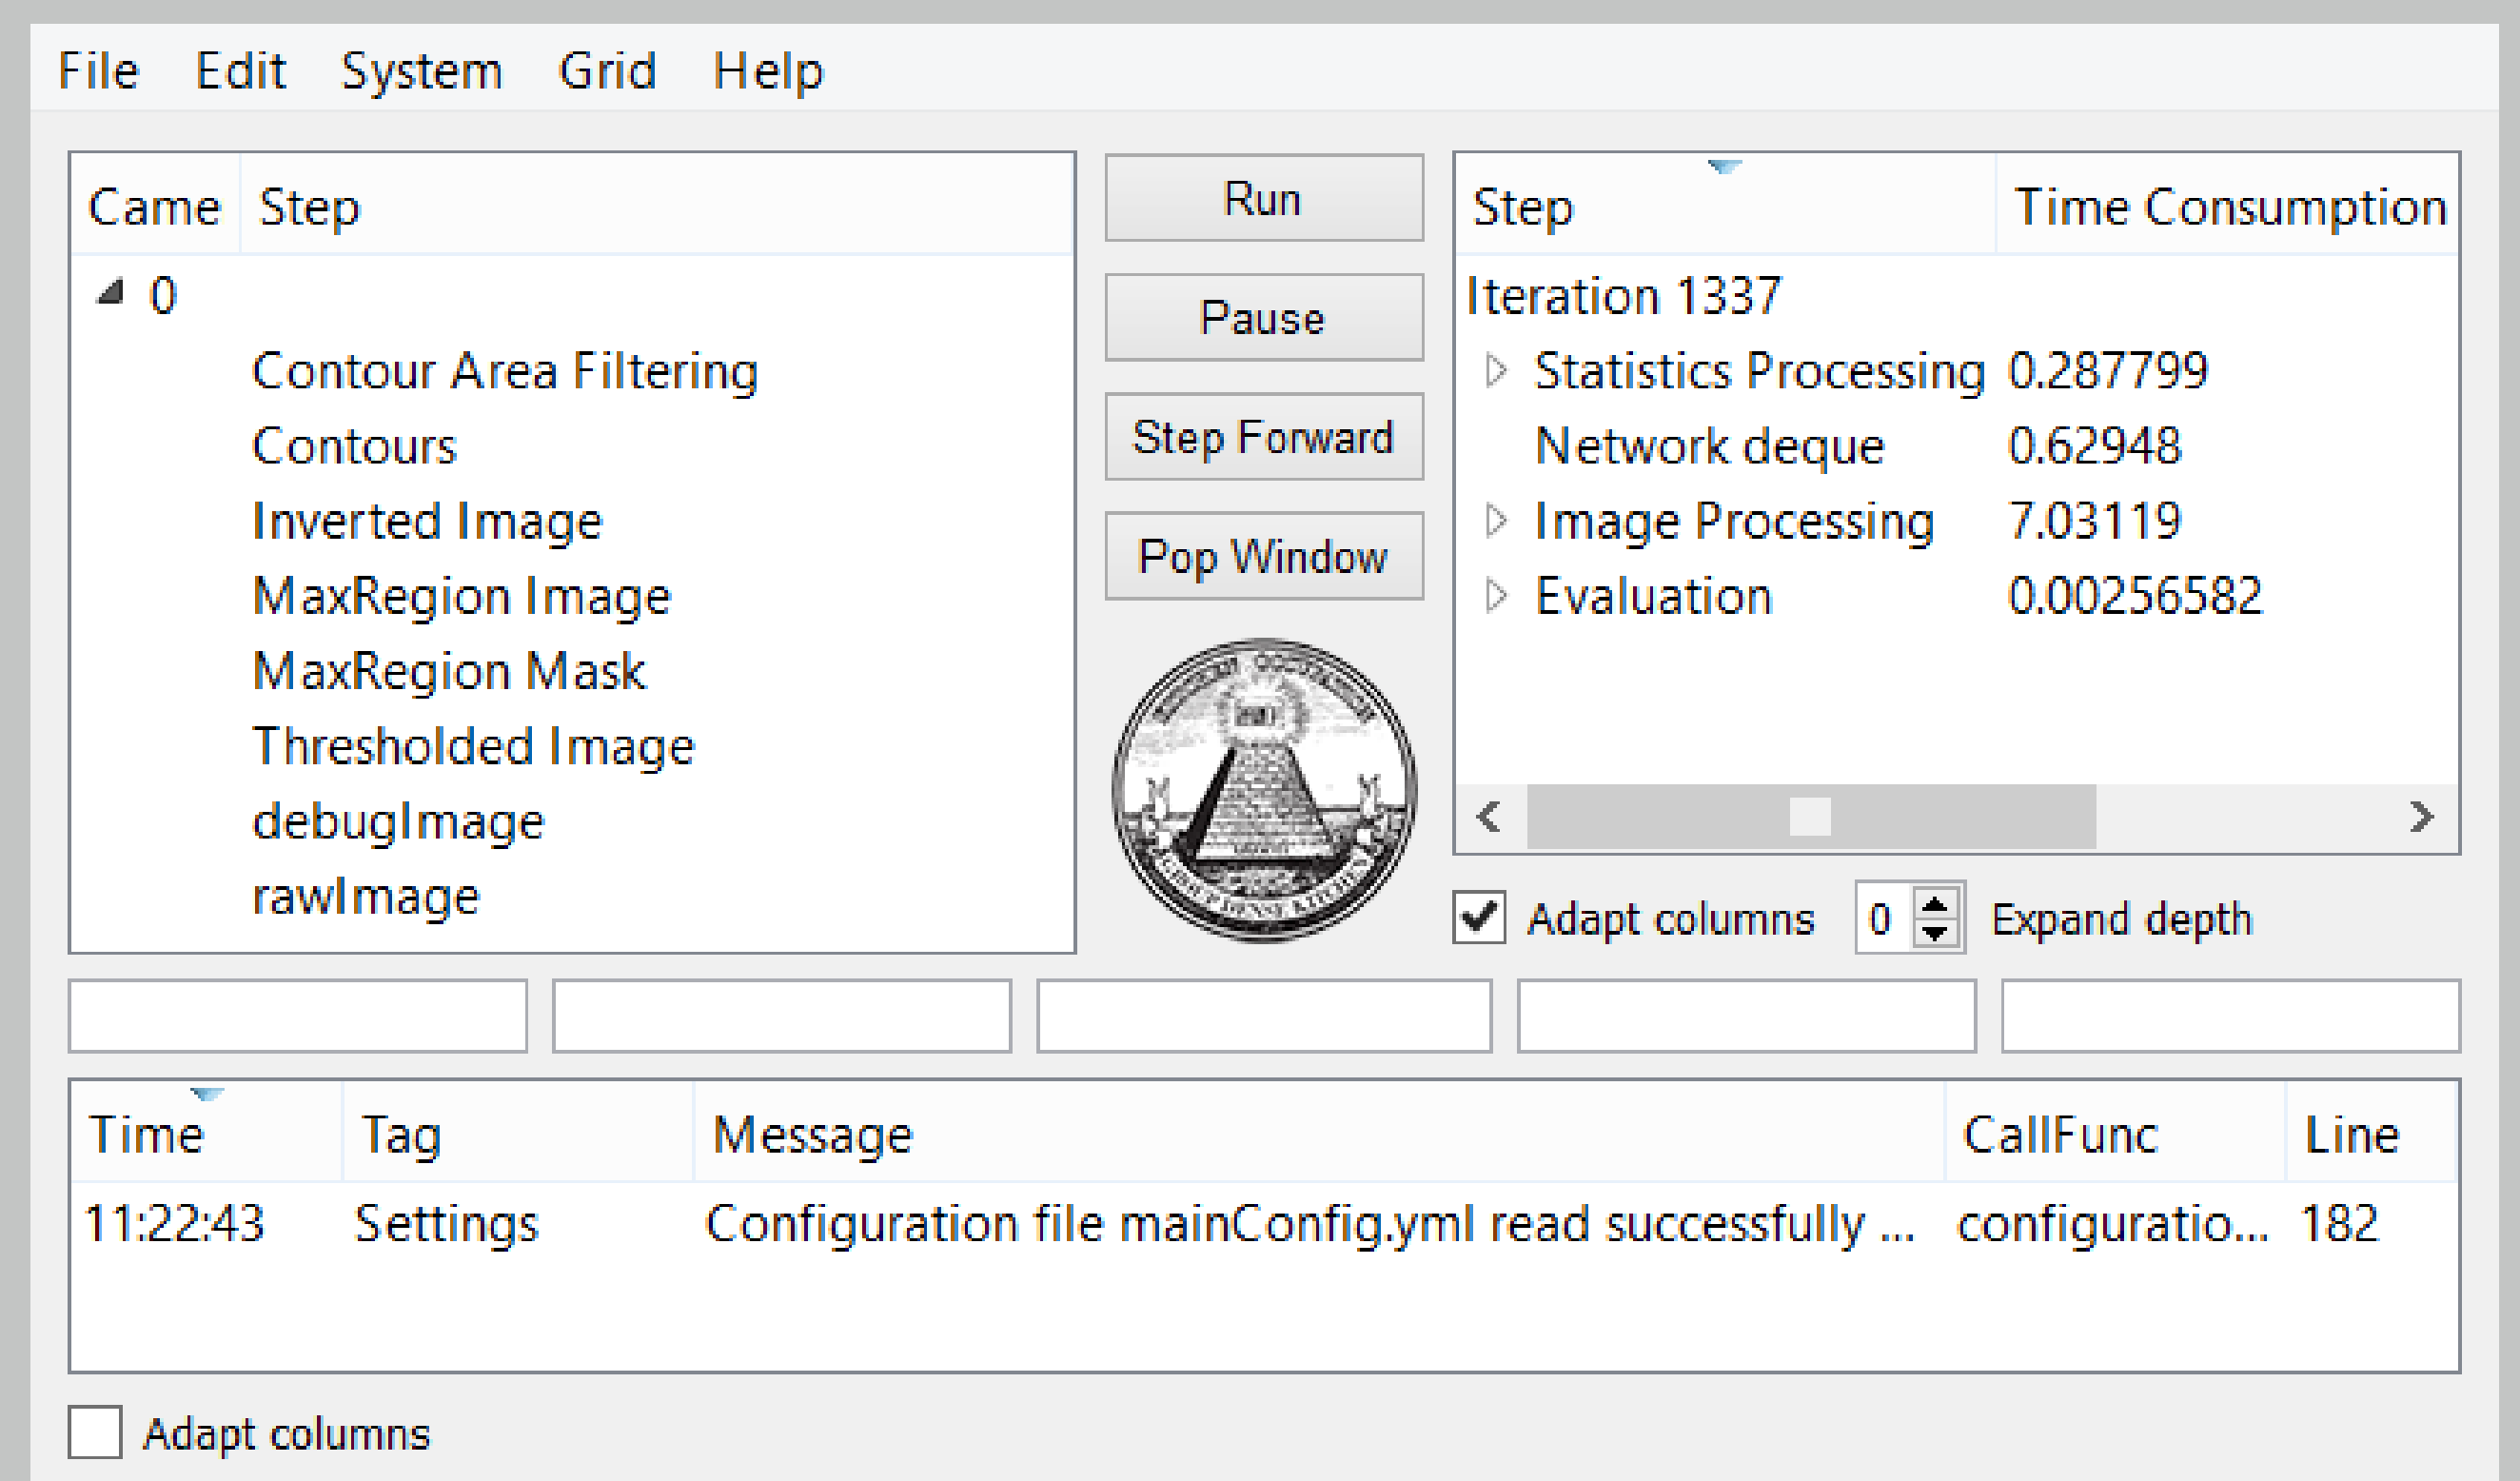 File Edit System Grid Help
Came Step
0
Contour Area Filtering
Contours
Inverted Image
MaxRegion Image
MaxRegion Mask
Thresholded Image
debugImage
rawImage
Run
Pause
Step Forward
Pop Window
Step Time Consumption
Iteration 1337
Statistics Processing 0.287799
Network deque 0.62948
Image Processing 7.03119
Evaluation 0.00256582
Adapt columns 0 Expand depth
Time Tag Message CallFunc Line
11:22:43 Settings Configuration file mainConfig.yml read successfully ... configuratio... 182
Adapt columns